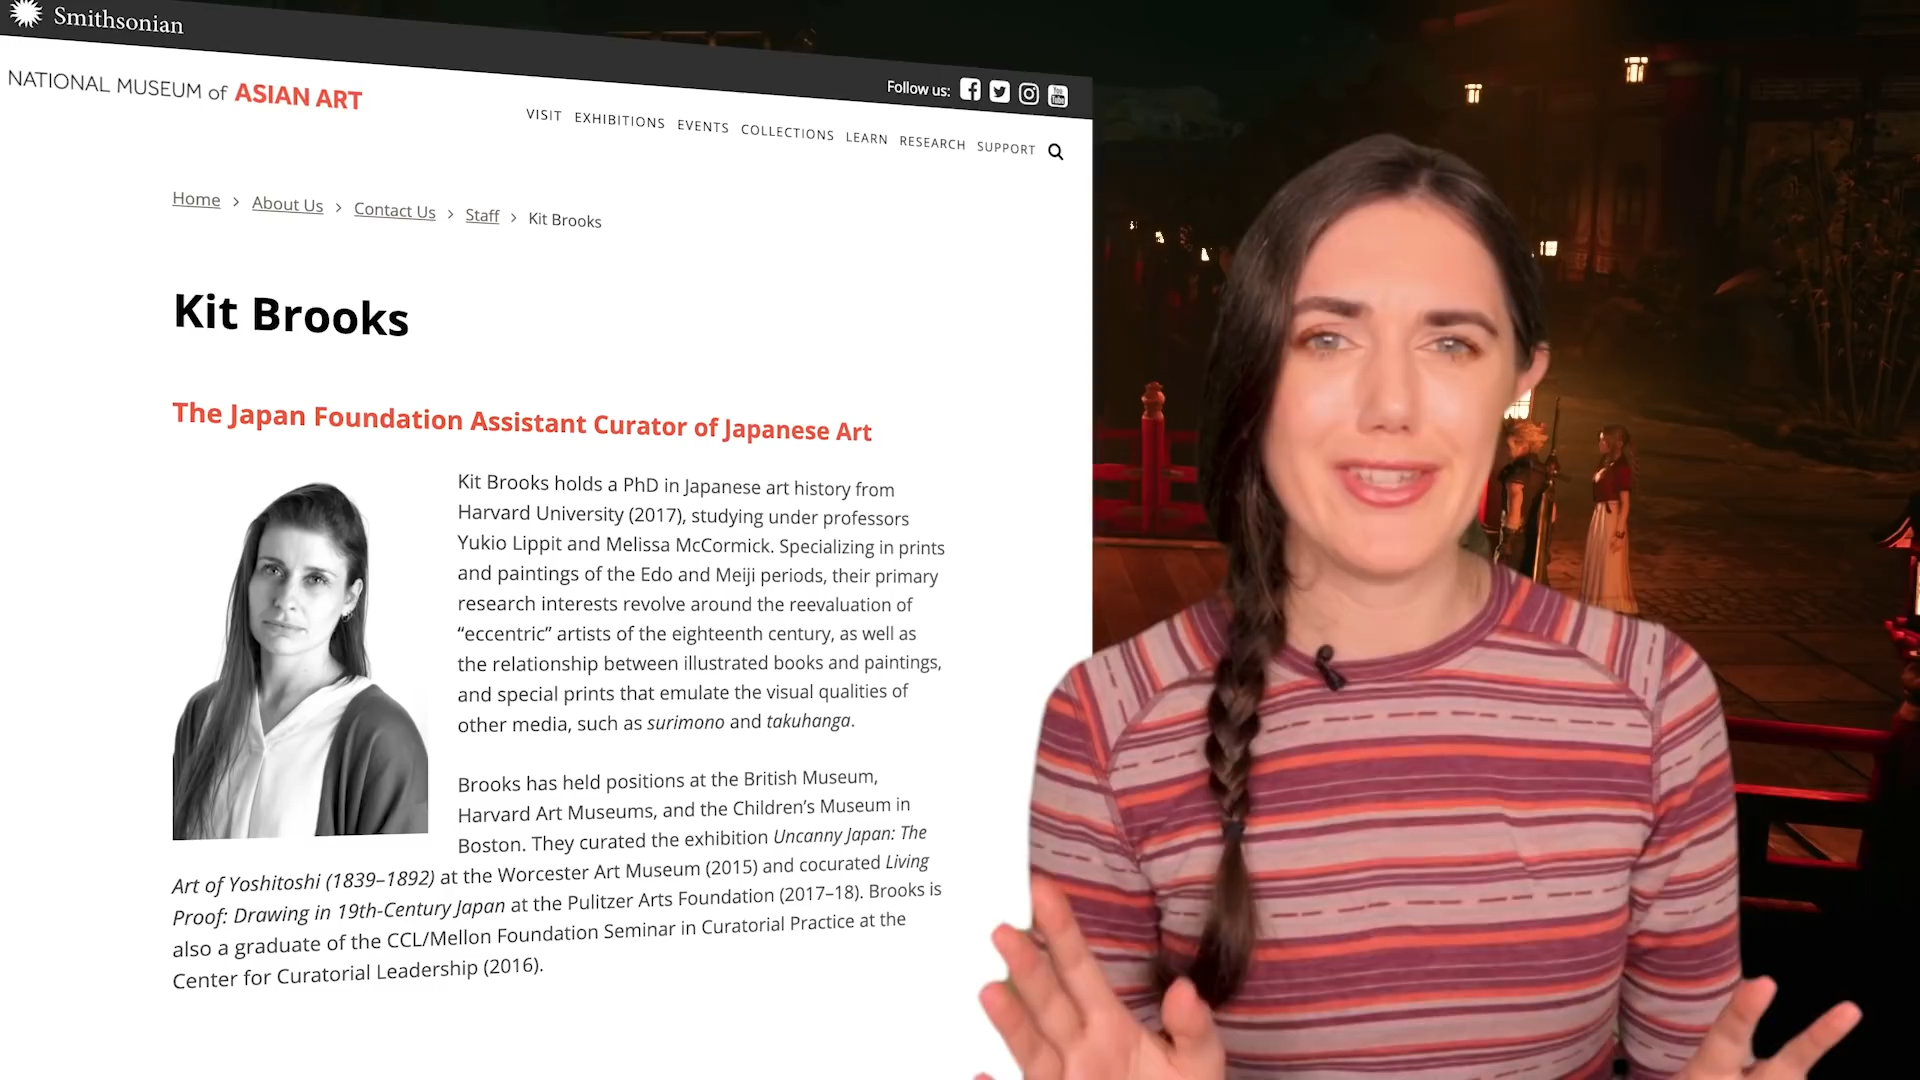 Smithsonian
Follow us:
You Tube
NATIONAL MUSEUM of ASIAN ART
VISIT EXHIBITIONS EVENTS COLLECTIONS LEARN RESEARCH SUPPORT
Home > About Us > Contact Us > Staff > Kit Brooks
Kit Brooks
The Japan Foundation Assistant Curator of Japanese Art
Kit Brooks holds a PhD in Japanese art history from
Harvard University (2017), studying under professors
Yukio Lippit and Melissa McCormick. Specializing in prints
and paintings of the Edo and Meiji periods, their primary
research interests revolve around the reevaluation of
“eccentric” artists of the eighteenth century, as well as
the relationship between illustrated books and paintings,
and special prints that emulate the visual qualities of
other media, such as surimono and takuhanga.
Brooks has held positions at the British Museum,
Harvard Art Museums, and the Children’s Museum in
Boston. They curated the exhibition Uncanny Japan: The
Art of Yoshitoshi (1839–1892) at the Worcester Art Museum (2015) and cocurated Living
Proof: Drawing in 19th-Century Japan at the Pulitzer Arts Foundation (2017–18). Brooks is
also a graduate of the CCL/Mellon Foundation Seminar in Curatorial Practice at the
Center for Curatorial Leadership (2016).